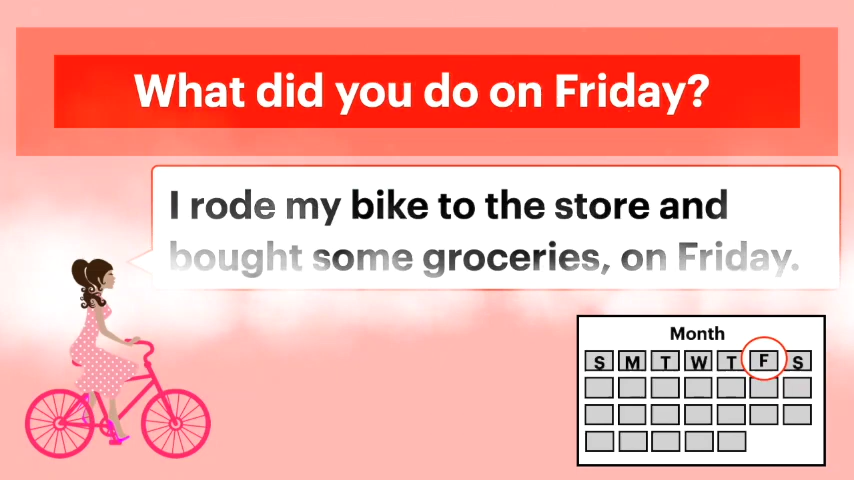 What did you do on Friday?
I rode my bike to the store and
bought some groceries, on Friday.
Month
S M T W T F S